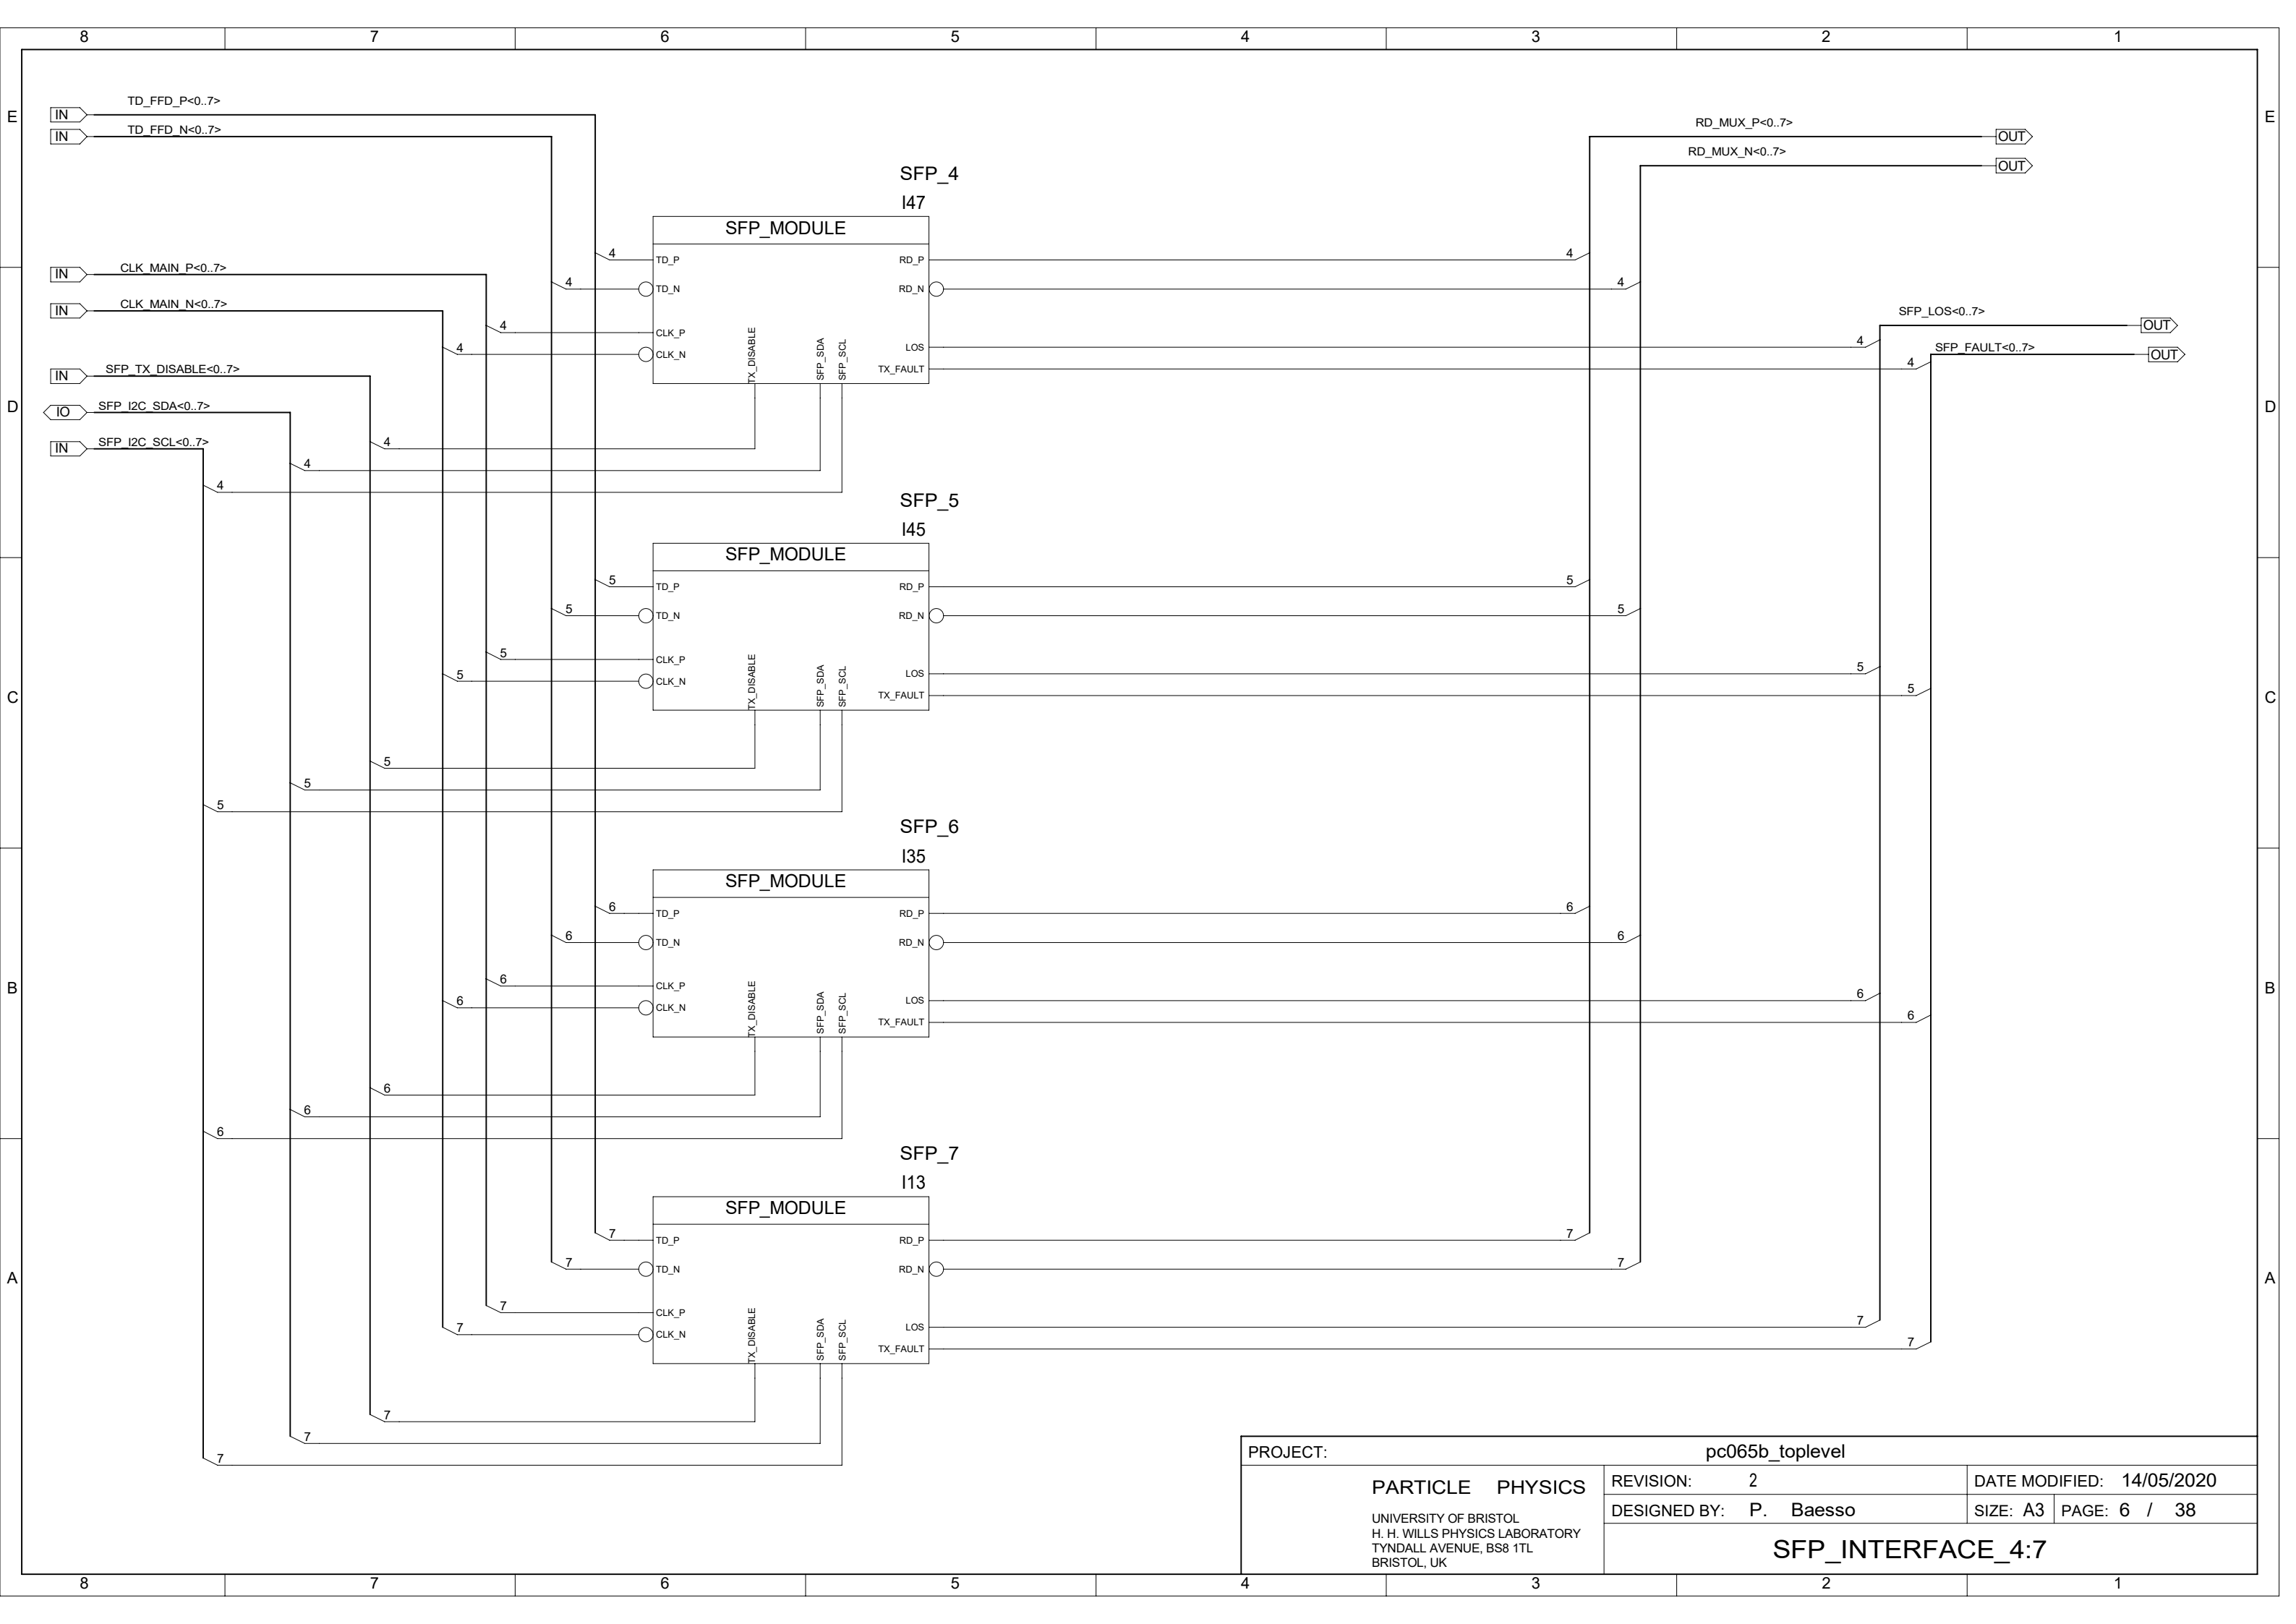 8 7 6 5 4 3 2 1
E E
TD_FFD_P<0..7>
IN
TD_FFD_N<0..7>
IN
RD_MUX_P<0..7>
OUT
RD_MUX_N<0..7>
OUT
SFP_4
I47
SFP_MODULE
4 TD_P RD_P 4
4 TD_N RD_N 4
CLK_MAIN_P<0..7>
IN
CLK_MAIN_N<0..7>
IN
4 CLK_P
4 CLK_N
TX_DISABLE SFP_SDA SFP_SCL
LOS 4
TX_FAULT 4
SFP_LOS<0..7>
OUT
SFP_FAULT<0..7>
OUT
SFP_TX_DISABLE<0..7>
IN
D D
SFP_I2C_SDA<0..7>
IO
SFP_I2C_SCL<0..7>
IN
4
4
4
SFP_5
I45
SFP_MODULE
5 TD_P RD_P 5
5 TD_N RD_N 5
5 CLK_P
5 CLK_N
TX_DISABLE SFP_SDA SFP_SCL
LOS 5
TX_FAULT 5
C C
5
5
5
SFP_6
I35
SFP_MODULE
6 TD_P RD_P 6
6 TD_N RD_N 6
6 CLK_P
6 CLK_N
TX_DISABLE SFP_SDA SFP_SCL
LOS 6
TX_FAULT 6
B B
6
6
6
SFP_7
I13
SFP_MODULE
7 TD_P RD_P 7
7 TD_N RD_N 7
7 CLK_P
7 CLK_N
TX_DISABLE SFP_SDA SFP_SCL
LOS 7
TX_FAULT 7
A A
7
7
7
PROJECT: pc065b_toplevel
PARTICLE PHYSICS
UNIVERSITY OF BRISTOL
H. H. WILLS PHYSICS LABORATORY
TYNDALL AVENUE, BS8 1TL
BRISTOL, UK
REVISION: 2
DATE MODIFIED: 14/05/2020
DESIGNED BY: P. Baesso
SIZE: A3 PAGE: 6 / 38
SFP_INTERFACE_4:7
8 7 6 5 4 3 2 1